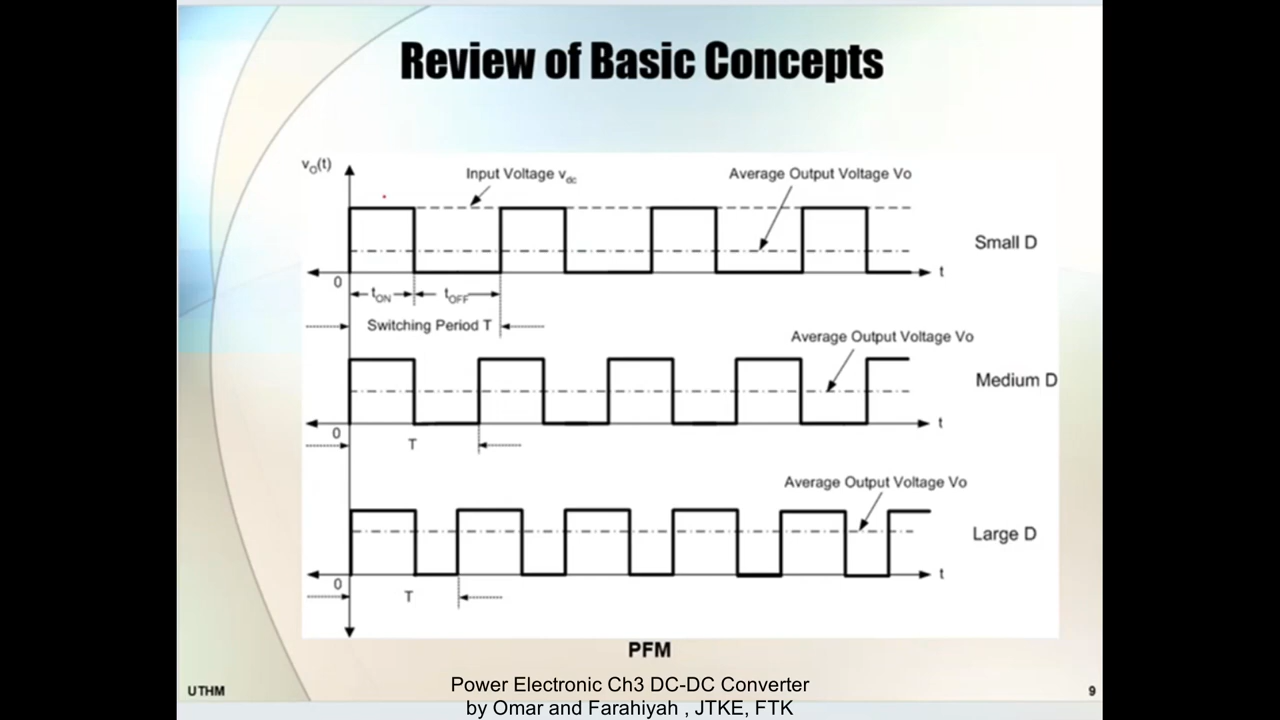 Review of Basic Concepts
vO(t)
Input Voltage vdc
Average Output Voltage Vo
Small D
t
0
tON
tOFF
Switching Period T
Average Output Voltage Vo
Medium D
t
0
T
Average Output Voltage Vo
Large D
t
0
T
PFM
UTHM
Power Electronic Ch3 DC-DC Converter
by Omar and Farahiyah , JTKE, FTK
9